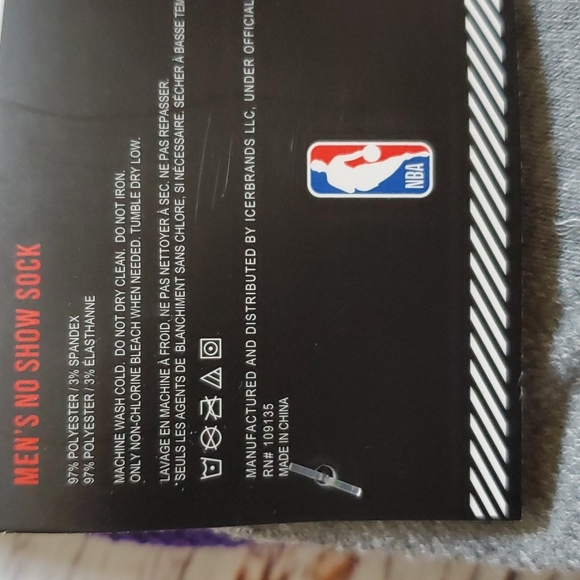 MEN'S NO SHOW SOCK
97% POLYESTER / 3% SPANDEX
97% POLYESTER / 3% ÉLASTHANNE
MACHINE WASH COLD. DO NOT DRY CLEAN. DO NOT IRON.
ONLY NON-CHLORINE BLEACH WHEN NEEDED. TUMBLE DRY LOW.
LAVAGE EN MACHINE À FROID, NE PAS NETTOYER À SEC. NE PAS REPASSER.
*SEULS LES AGENTS DE BLANCHIMENT SANS CHLORE, SI NÉCESSAIRE. SÉCHER À BASSE TEM
MANUFACTURED AND DISTRIBUTED BY ICERBRANDS LLC, UNDER OFFICIAL
RN# 109135
MADE IN CHINA
NBA